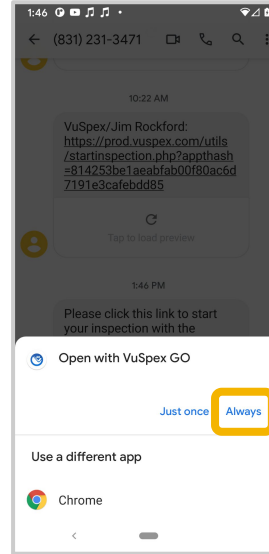 1:46
(831) 231-3471
10:22 AM
VuSpex/Jim Rockford:
https://prod.vuspex.com/utils
/startinspection.php?appthash
=814253be1aeabfab00f80ac6d
7191e3cafebdd85
Tap to load preview
1:46 PM
Please click this link to start
your inspection with the
Open with VuSpex GO
Just once
Always
Use a different app
Chrome